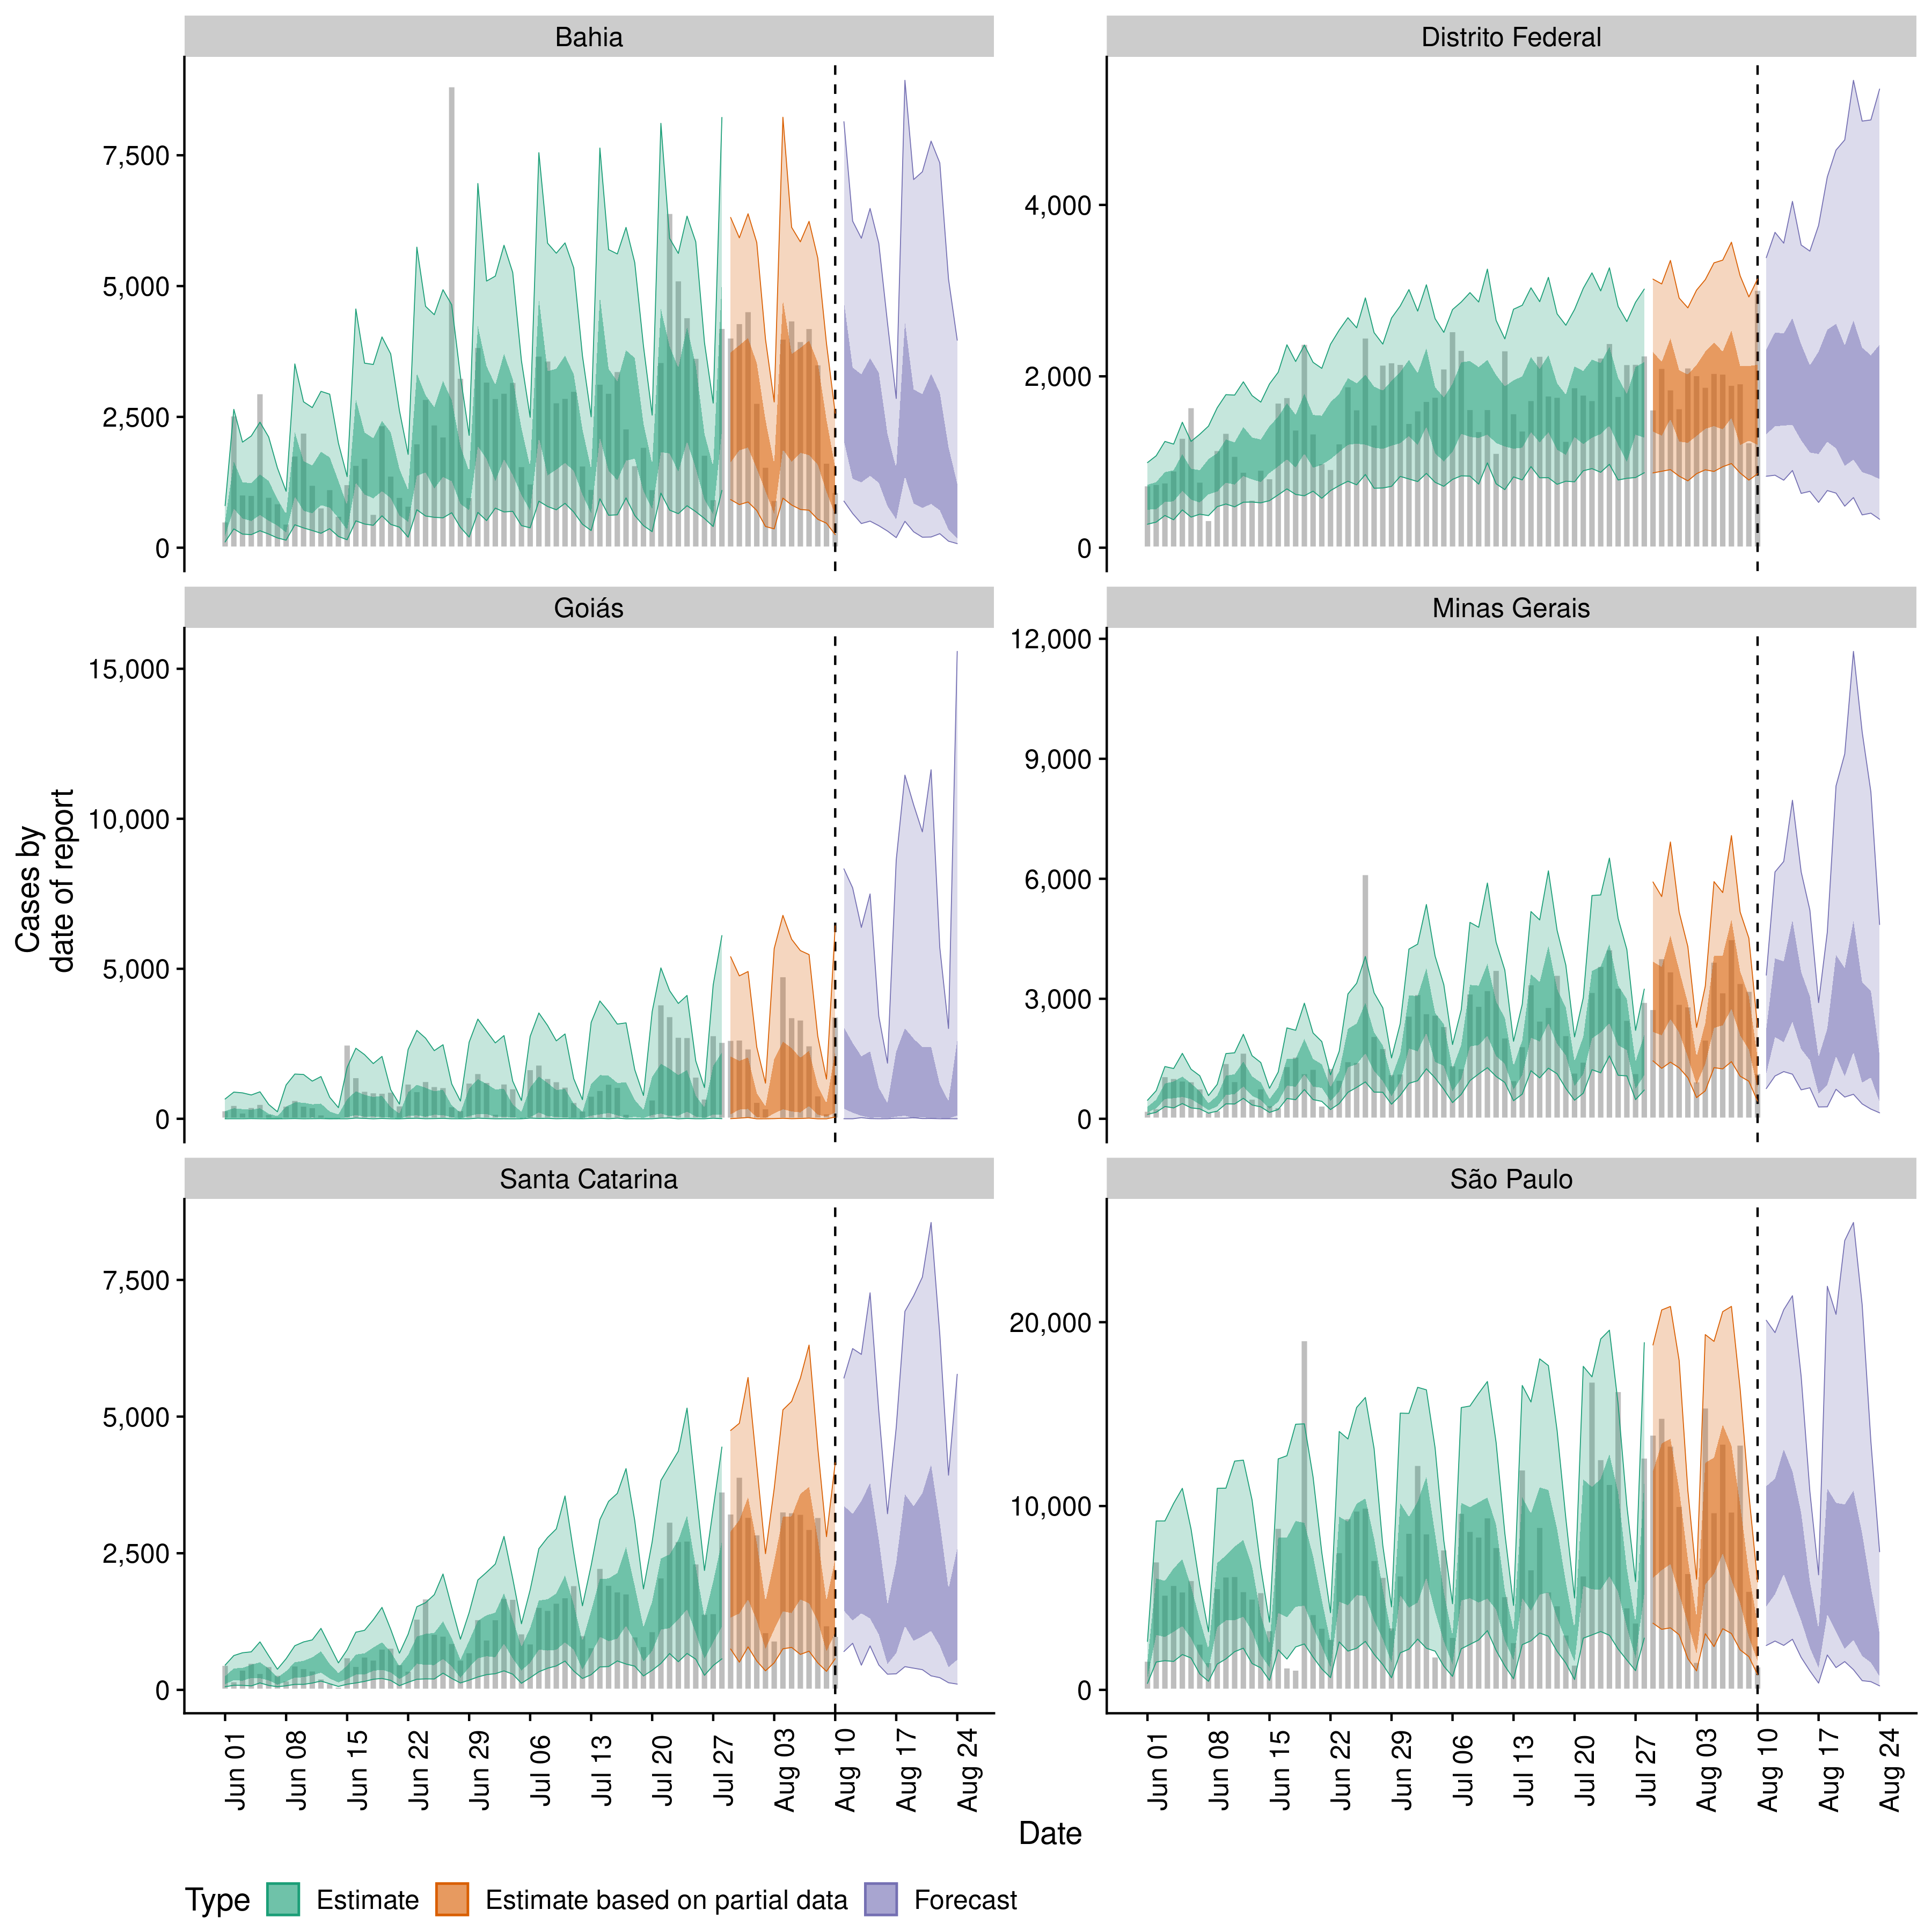 Bahia
Distrito Federal
7,500
5,000
2,500
0
4,000
2,000
0
Goiás
Minas Gerais
15,000
10,000
5,000
0
12,000
9,000
6,000
3,000
0
Cases by
date of report
Santa Catarina
São Paulo
7,500
5,000
2,500
0
20,000
10,000
0
Jun 01
Jun 08
Jun 15
Jun 22
Jun 29
Jul 06
Jul 13
Jul 20
Jul 27
Aug 03
Aug 10
Aug 17
Aug 24
Jun 01
Jun 08
Jun 15
Jun 22
Jun 29
Jul 06
Jul 13
Jul 20
Jul 27
Aug 03
Aug 10
Aug 17
Aug 24
Date
Type Estimate Estimate based on partial data Forecast